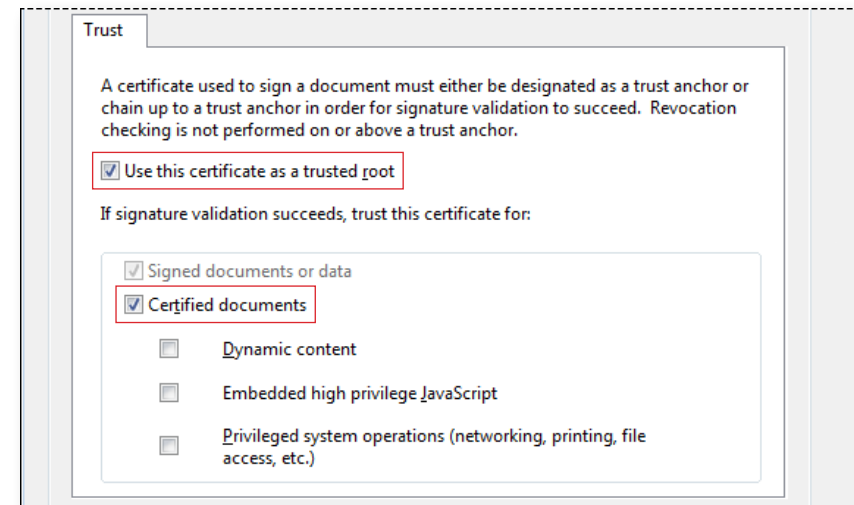 Trust
A certificate used to sign a document must either be designated as a trust anchor or
chain up to a trust anchor in order for signature validation to succeed.  Revocation
checking is not performed on or above a trust anchor.
Use this certificate as a trusted root
If signature validation succeeds, trust this certificate for:
Signed documents or data
Certified documents
Dynamic content
Embedded high privilege JavaScript
Privileged system operations (networking, printing, file
access, etc.)